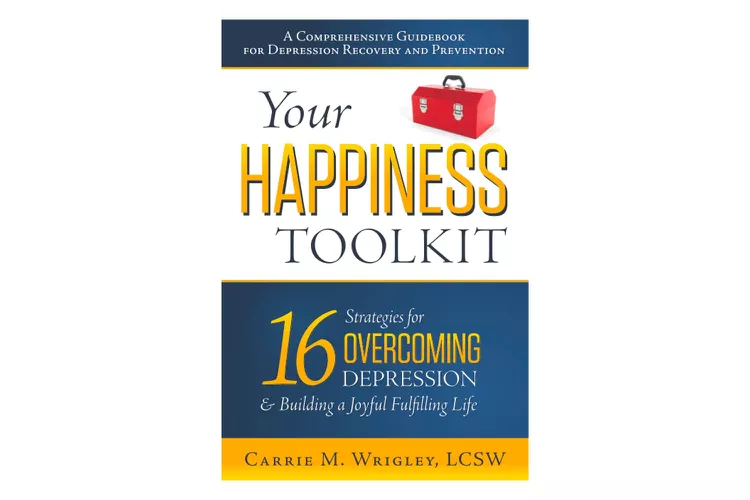 A Comprehensive Guidebook
for Depression Recovery and Prevention
Your
HAPPINESS
TOOLKIT
16
Strategies for
OVERCOMING
DEPRESSION
& Building a Joyful Fulfilling Life
Carrie M. Wrigley, LCSW